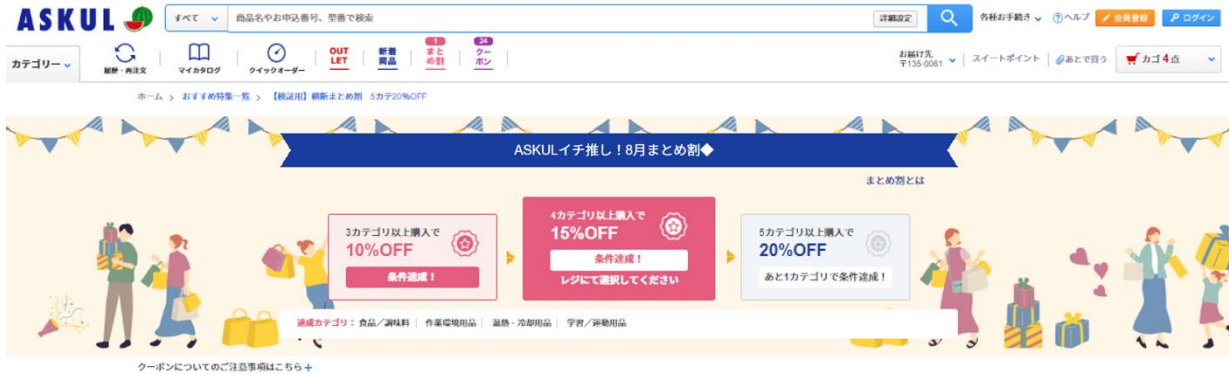 ASKUL
すべて
商品名やお申込番号、型番で検索
詳細設定
各種お手続き
ヘルプ
会員登録
ログイン
カテゴリー
履歴・再注文
マイカタログ
クイックオーダー
OUT
LET
新着
商品
1
まと
め割
24
クー
ポン
お届け先
〒135-0061
スイートポイント
あとで買う
カゴ 4点
ホーム > おすすめ特集一覧 > 【検証用】横断まとめ割 5カテ20%OFF
ASKULイチ推し!8月まとめ割◆
まとめ割とは
3カテゴリ以上購入で
10%OFF
条件達成!
4カテゴリ以上購入で
15%OFF
条件達成!
レジにて選択してください
5カテゴリ以上購入で
20%OFF
あと1カテゴリで条件達成!
達成カテゴリ: 食品/調味料 | 作業環境用品 | 温熱・冷却用品 | 学習/運動用品
クーポンについてのご注意事項はこちら+